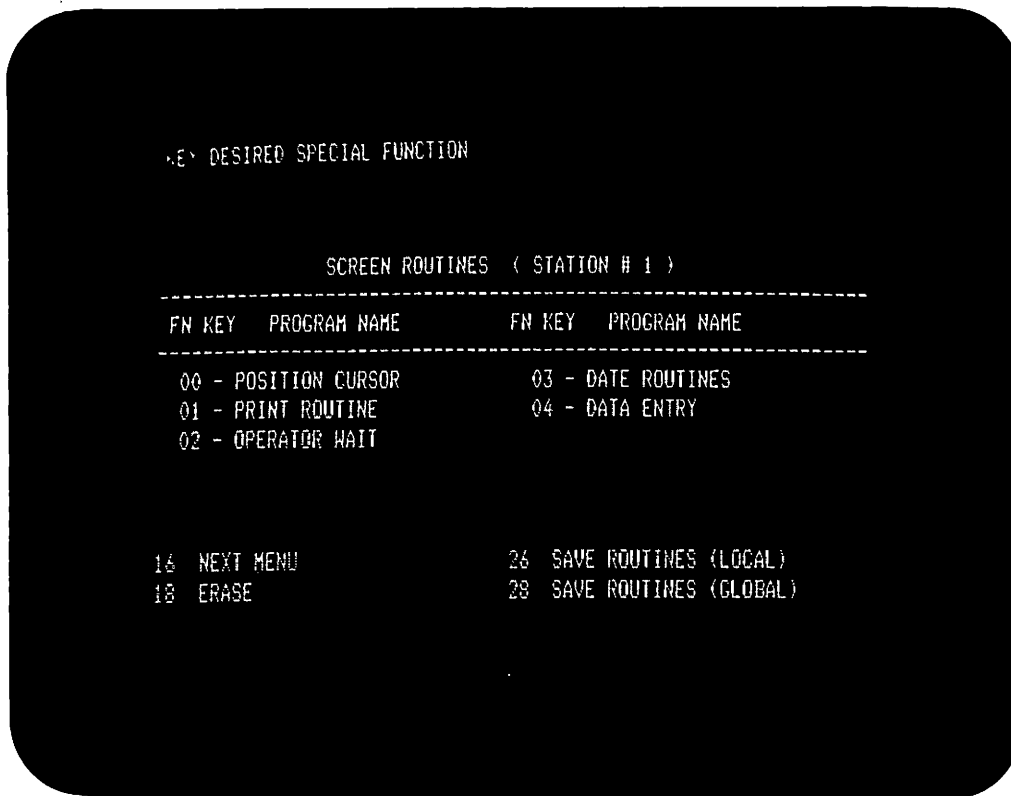 KEY DESIRED SPECIAL FUNCTION
SCREEN ROUTINES ( STATION # 1 )
FN KEY PROGRAM NAME FN KEY PROGRAM NAME
00 - POSITION CURSOR 03 - DATE ROUTINES
01 - PRINT ROUTINE 04 - DATA ENTRY
02 - OPERATOR WAIT
16 NEXT MENU 26 SAVE ROUTINES (LOCAL)
18 ERASE 28 SAVE ROUTINES (GLOBAL)